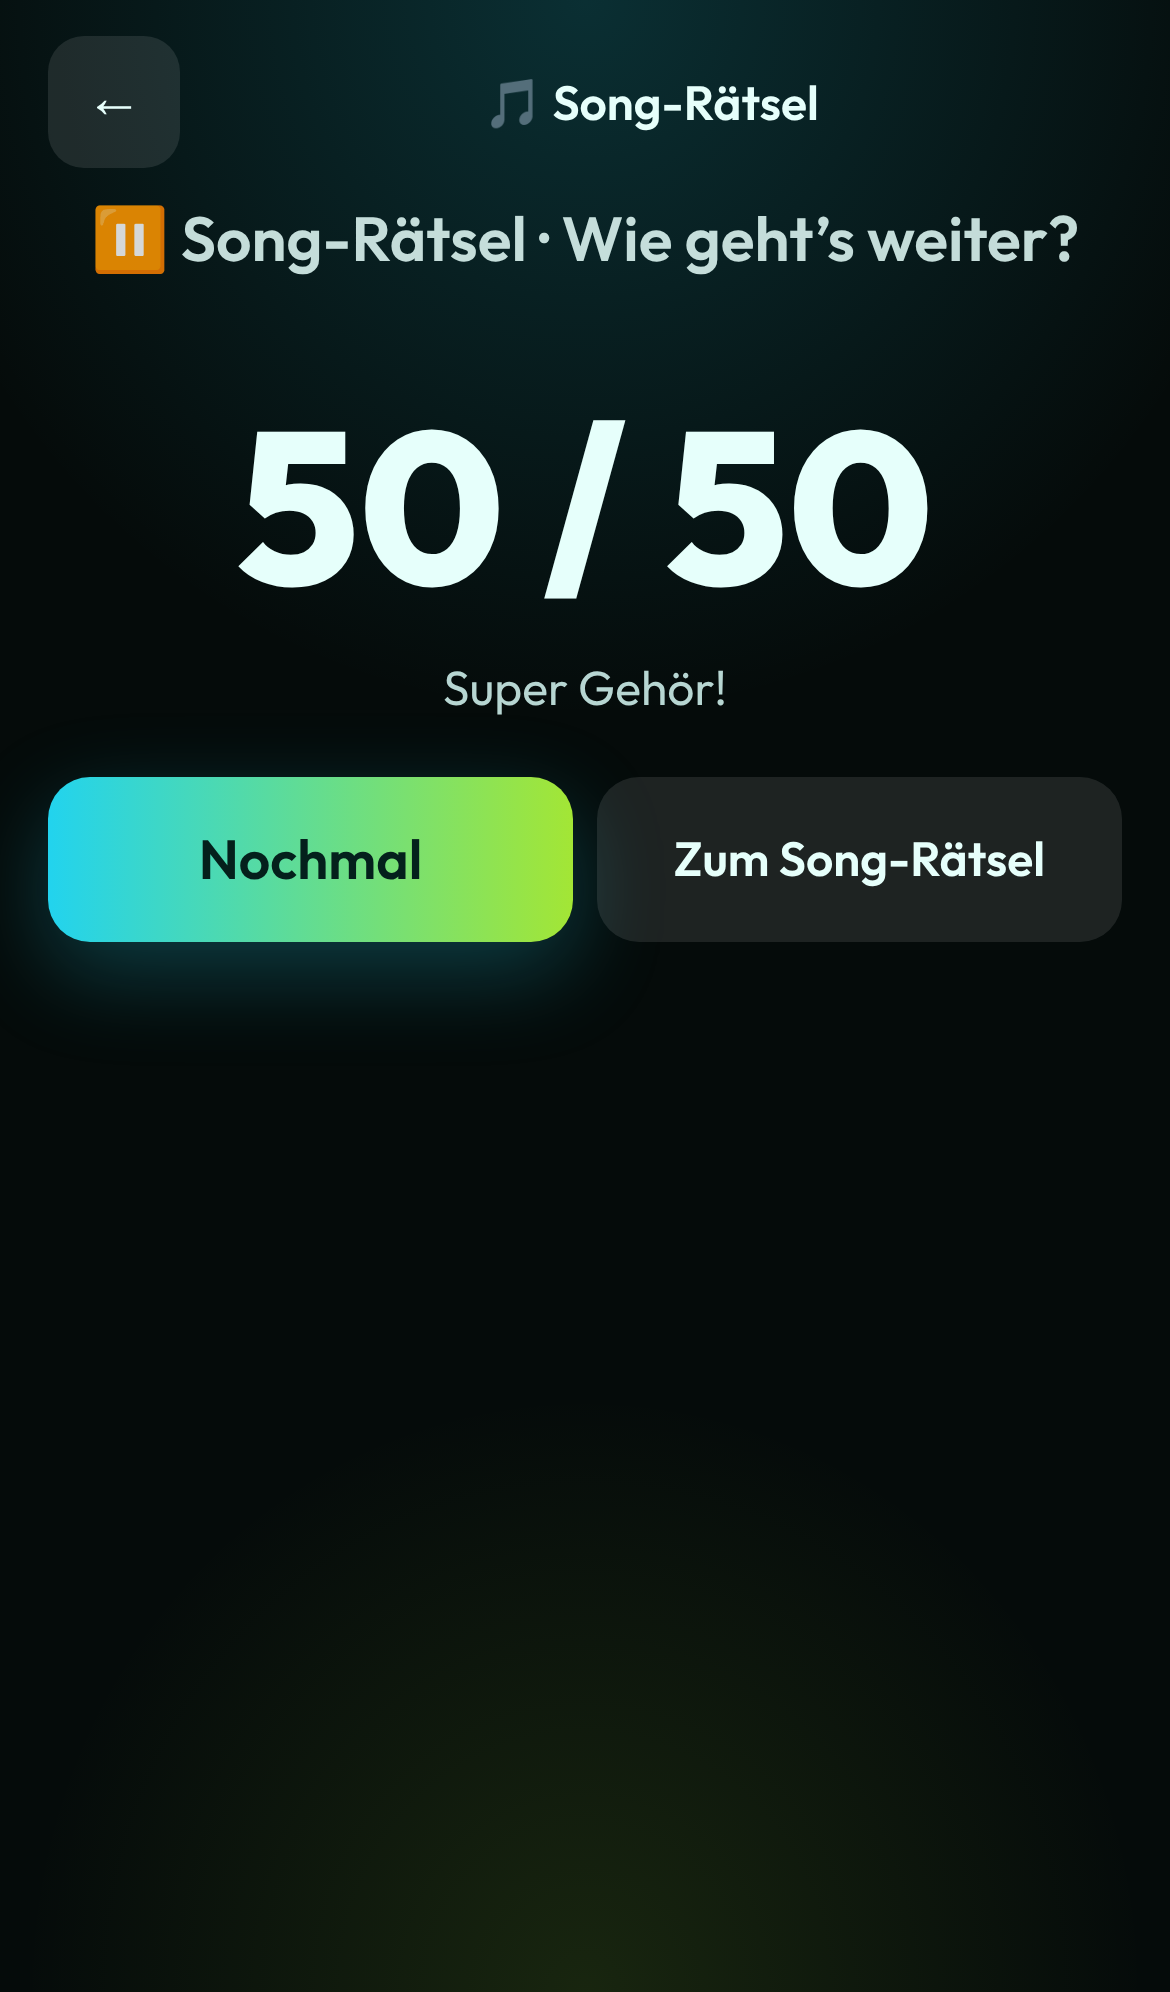 ←
🎵 Song-Rätsel
⏸️ Song-Rätsel · Wie geht’s weiter?
50 / 50
Super Gehör!
Nochmal
Zum Song-Rätsel